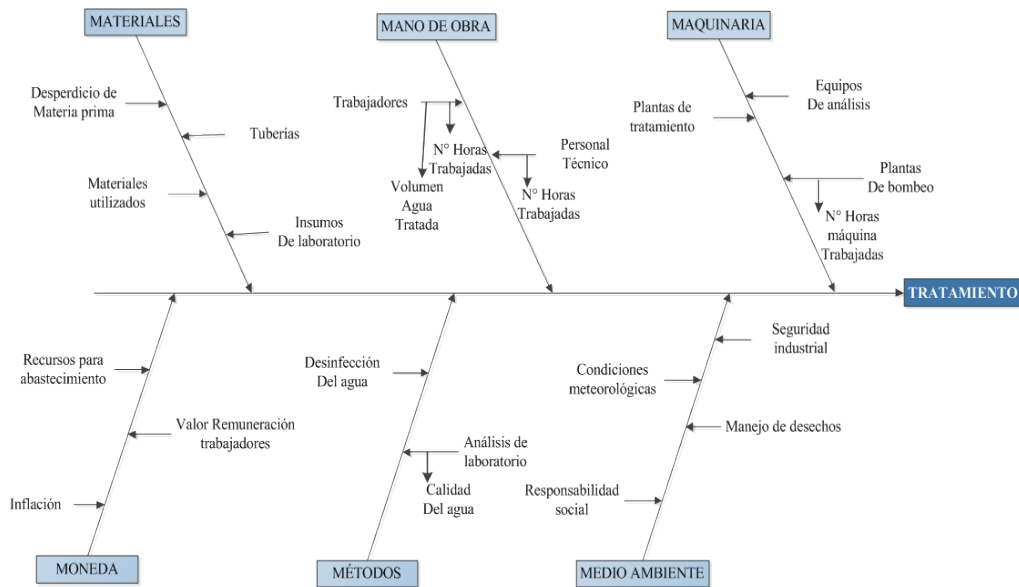 MATERIALES
MANO DE OBRA
MAQUINARIA
Desperdicio de
Materia prima
Tuberías
Materiales
utilizados
Insumos
De laboratorio
Trabajadores
N° Horas
Trabajadas
Volumen
Agua
Tratada
Personal
Técnico
N° Horas
Trabajadas
Equipos
De análisis
Plantas de
tratamiento
Plantas
De bombeo
N° Horas
máquina
Trabajadas
TRATAMIENTO
Recursos para
abastecimiento
Valor Remuneración
trabajadores
Inflación
Desinfección
Del agua
Análisis de
laboratorio
Calidad
Del agua
Seguridad
industrial
Condiciones
meteorológicas
Manejo de desechos
Responsabilidad
social
MONEDA
MÉTODOS
MEDIO AMBIENTE